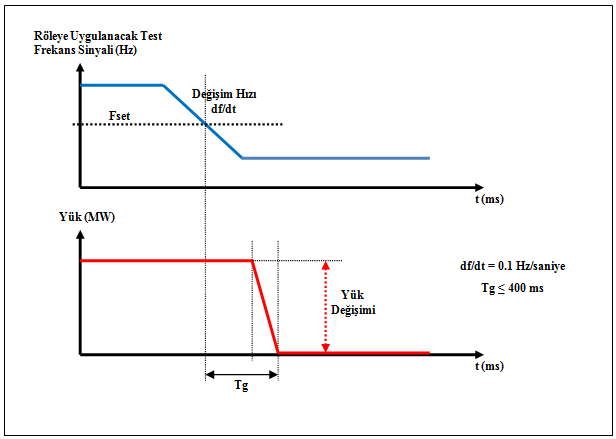 Röleye Uygulanacak Test
Frekans Sinyali (Hz)
Değişim Hızı
df/dt
Fset
t (ms)
Yük (MW)
df/dt = 0.1 Hz/saniye
Tg ≤ 400 ms
Yük
Değişimi
t (ms)
Tg